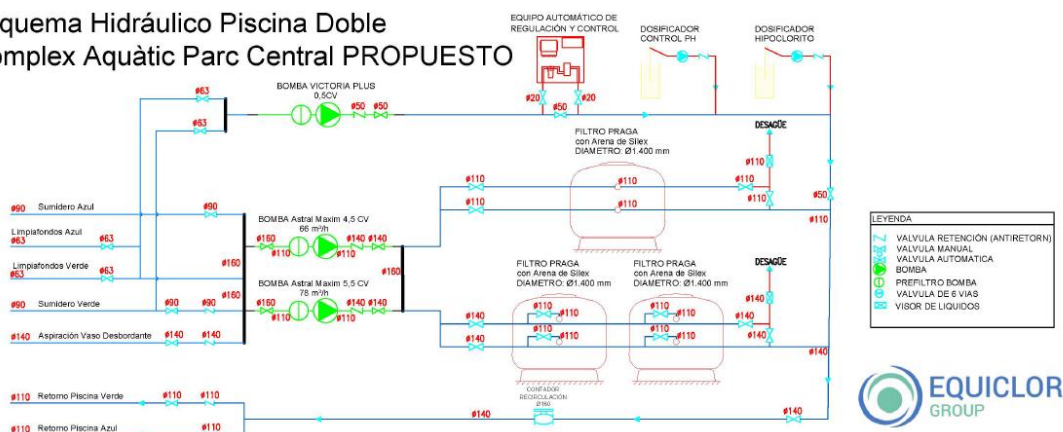 quema Hidráulico Piscina Doble
omplex Aquàtic Parc Central PROPUESTO
EQUIPO AUTOMÁTICO DE
REGULACIÓN Y CONTROL
DOSIFICADOR
CONTROL PH
DOSIFICADOR
HIPOCLORITO
ø63
BOMBA VICTORIA PLUS
0,5CV
ø50 ø50
ø20 ø20
ø50
ø63
FILTRO PRAGA
con Arena de Silex
DIAMETRO: Ø1.400 mm
DESAGÜE
ø110
ø110 ø110 ø110
ø110
ø50
ø90 Sumidero Azul ø90
ø110 ø110
ø110
BOMBA Astral Maxim 4,5 CV
66 m³/h
Limpiafondos Azul
ø63 ø63
ø160 ø140 ø140
ø110 ø110
ø160
ø160
Limpiafondos Verde
ø63 ø63
BOMBA Astral Maxim 5,5 CV
78 m³/h
FILTRO PRAGA
con Arena de Silex
DIAMETRO: Ø1.400 mm
FILTRO PRAGA
con Arena de Silex
DIAMETRO: Ø1.400 mm
DESAGÜE
ø160
ø90 Sumidero Verde ø90 ø90
ø160 ø140 ø140
ø110 ø110
ø140
ø140 ø110 ø110 ø140
ø110 ø110
ø140
ø140 Aspiración Vaso Desbordante ø140 ø140
ø140 ø110 ø110
ø140
CONTADOR
RECIRCULACIÓN
Ø160
ø110 Retorno Piscina Verde ø110 ø110
ø140 ø140
ø110 Retorno Piscina Azul ø110
LEYENDA
VALVULA RETENCIÓN (ANTIRETORN)
VALVULA MANUAL
VALVULA AUTOMATICA
BOMBA
PREFILTRO BOMBA
VALVULA DE 6 VIAS
VISOR DE LIQUIDOS
EQUICLOR
GROUP